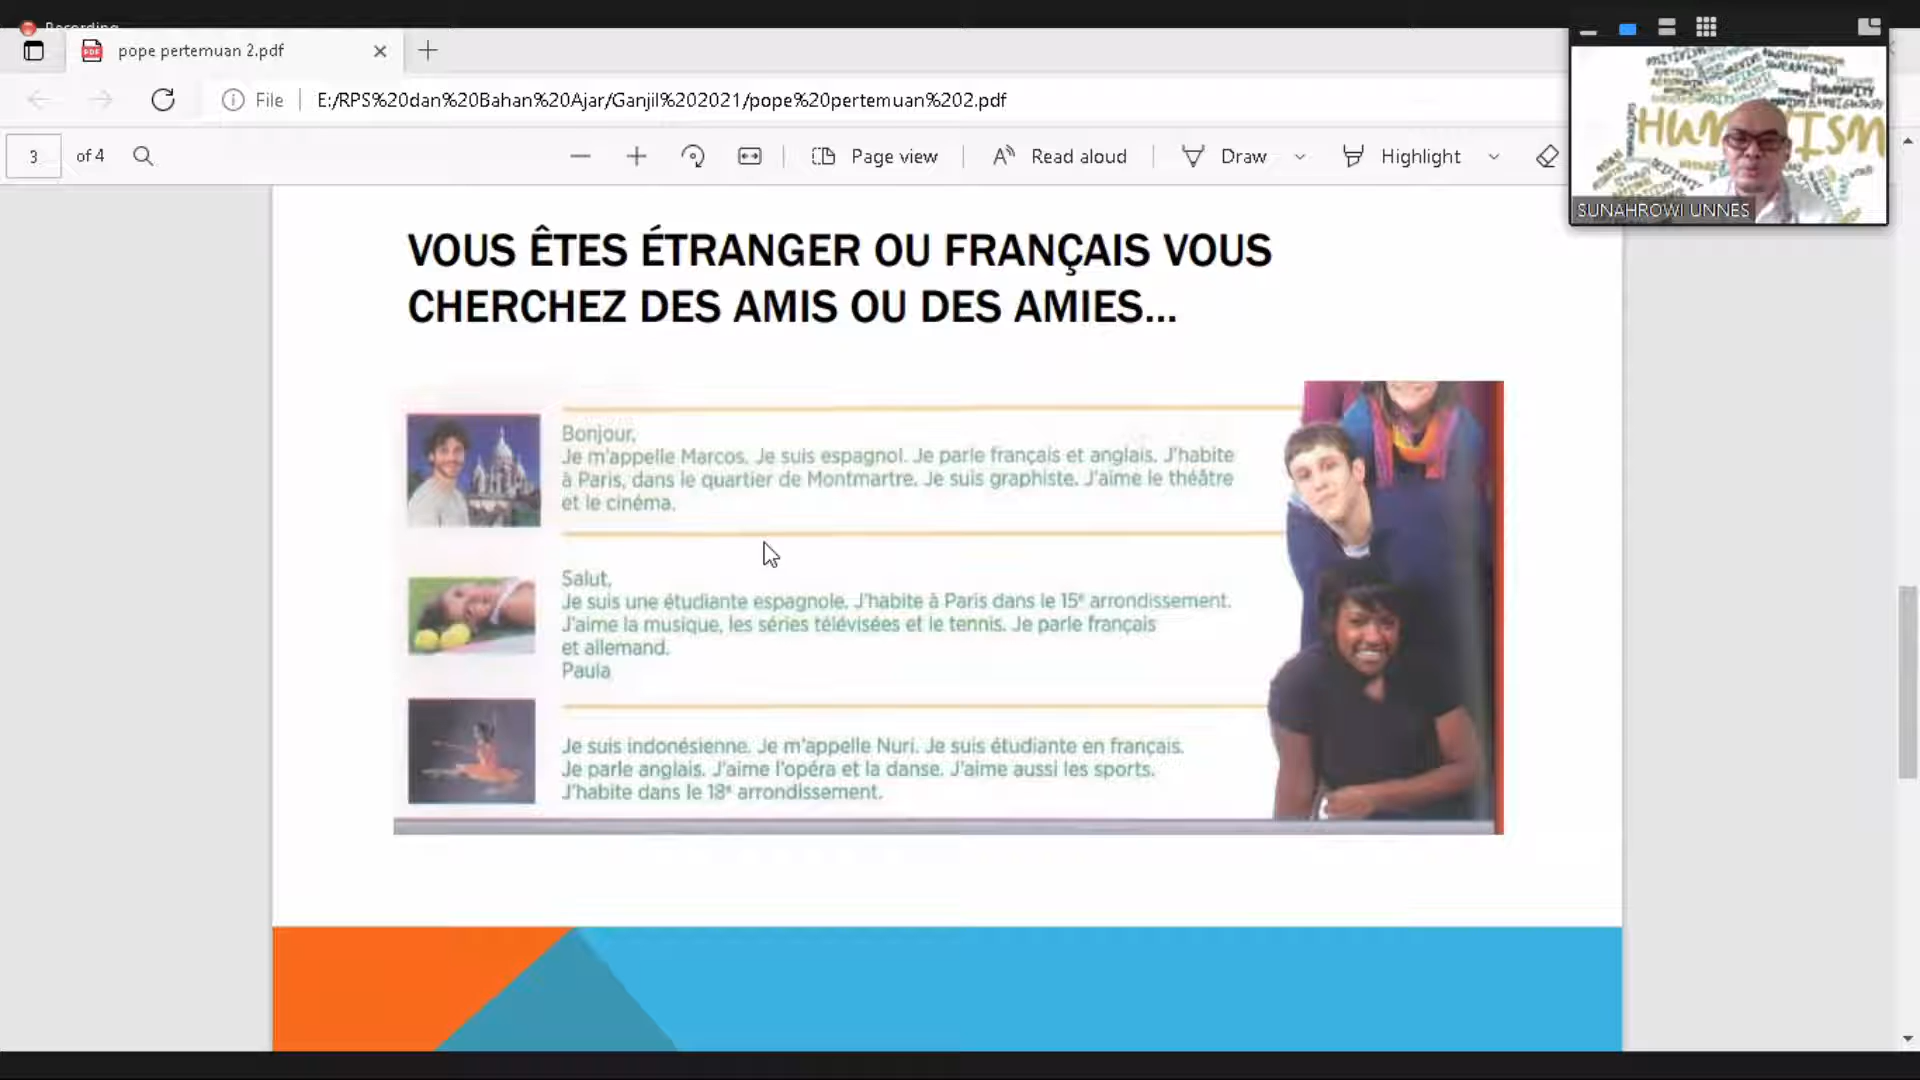 Recording
pope pertemuan 2.pdf
File
E:/RPS%20dan%20Bahan%20Ajar/Ganjil%202021/pope%20pertemuan%202.pdf
3 of 4
Page view
Read aloud
Draw
Highlight
HUMANISM
SUNAHROWI UNNES
VOUS ÊTES ÉTRANGER OU FRANÇAIS VOUS
CHERCHEZ DES AMIS OU DES AMIES...
Bonjour,
Je m'appelle Marcos. Je suis espagnol. Je parle français et anglais. J'habite
à Paris, dans le quartier de Montmartre. Je suis graphiste. J'aime le théâtre
et le cinéma.
Salut,
Je suis une étudiante espagnole. J'habite à Paris dans le 15e arrondissement.
J'aime la musique, les séries télévisées et le tennis. Je parle français
et allemand.
Paula
Je suis indonésienne. Je m'appelle Nuri. Je suis étudiante en français.
Je parle anglais. J'aime l'opéra et la danse. J'aime aussi les sports.
J'habite dans le 18e arrondissement.